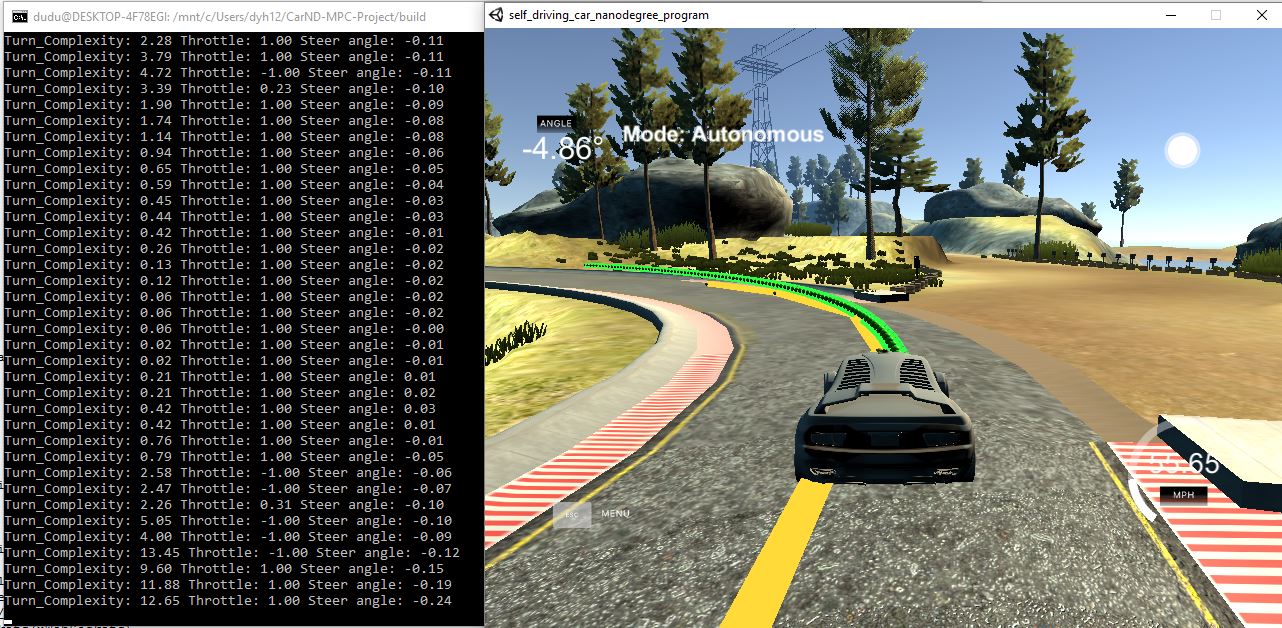 dudu@DESKTOP-4F78EGI: /mnt/c/Users/dyh12/CarND-MPC-Project/build
Turn_Complexity: 2.28 Throttle: 1.00 Steer angle: -0.11
Turn_Complexity: 3.79 Throttle: 1.00 Steer angle: -0.11
Turn_Complexity: 4.72 Throttle: -1.00 Steer angle: -0.11
Turn_Complexity: 3.39 Throttle: 0.23 Steer angle: -0.10
Turn_Complexity: 1.90 Throttle: 1.00 Steer angle: -0.09
Turn_Complexity: 1.74 Throttle: 1.00 Steer angle: -0.08
Turn_Complexity: 1.14 Throttle: 1.00 Steer angle: -0.08
Turn_Complexity: 0.94 Throttle: 1.00 Steer angle: -0.06
Turn_Complexity: 0.65 Throttle: 1.00 Steer angle: -0.05
Turn_Complexity: 0.59 Throttle: 1.00 Steer angle: -0.04
Turn_Complexity: 0.45 Throttle: 1.00 Steer angle: -0.03
Turn_Complexity: 0.44 Throttle: 1.00 Steer angle: -0.03
Turn_Complexity: 0.42 Throttle: 1.00 Steer angle: -0.01
Turn_Complexity: 0.26 Throttle: 1.00 Steer angle: -0.02
Turn_Complexity: 0.13 Throttle: 1.00 Steer angle: -0.02
Turn_Complexity: 0.12 Throttle: 1.00 Steer angle: -0.02
Turn_Complexity: 0.06 Throttle: 1.00 Steer angle: -0.02
Turn_Complexity: 0.06 Throttle: 1.00 Steer angle: -0.02
Turn_Complexity: 0.06 Throttle: 1.00 Steer angle: -0.00
Turn_Complexity: 0.02 Throttle: 1.00 Steer angle: -0.01
Turn_Complexity: 0.02 Throttle: 1.00 Steer angle: -0.01
Turn_Complexity: 0.21 Throttle: 1.00 Steer angle: 0.01
Turn_Complexity: 0.21 Throttle: 1.00 Steer angle: 0.02
Turn_Complexity: 0.42 Throttle: 1.00 Steer angle: 0.03
Turn_Complexity: 0.42 Throttle: 1.00 Steer angle: 0.01
Turn_Complexity: 0.76 Throttle: 1.00 Steer angle: -0.01
Turn_Complexity: 0.79 Throttle: 1.00 Steer angle: -0.05
Turn_Complexity: 2.58 Throttle: -1.00 Steer angle: -0.06
Turn_Complexity: 2.47 Throttle: -1.00 Steer angle: -0.07
Turn_Complexity: 2.26 Throttle: 0.31 Steer angle: -0.10
Turn_Complexity: 5.05 Throttle: -1.00 Steer angle: -0.10
Turn_Complexity: 4.00 Throttle: -1.00 Steer angle: -0.09
Turn_Complexity: 13.45 Throttle: -1.00 Steer angle: -0.12
Turn_Complexity: 9.60 Throttle: 1.00 Steer angle: -0.15
Turn_Complexity: 11.88 Throttle: 1.00 Steer angle: -0.19
Turn_Complexity: 12.65 Throttle: 1.00 Steer angle: -0.24
self_driving_car_nanodegree_program
ANGLE
-4.86°
Mode: Autonomous
55.65
MPH
ESC
MENU